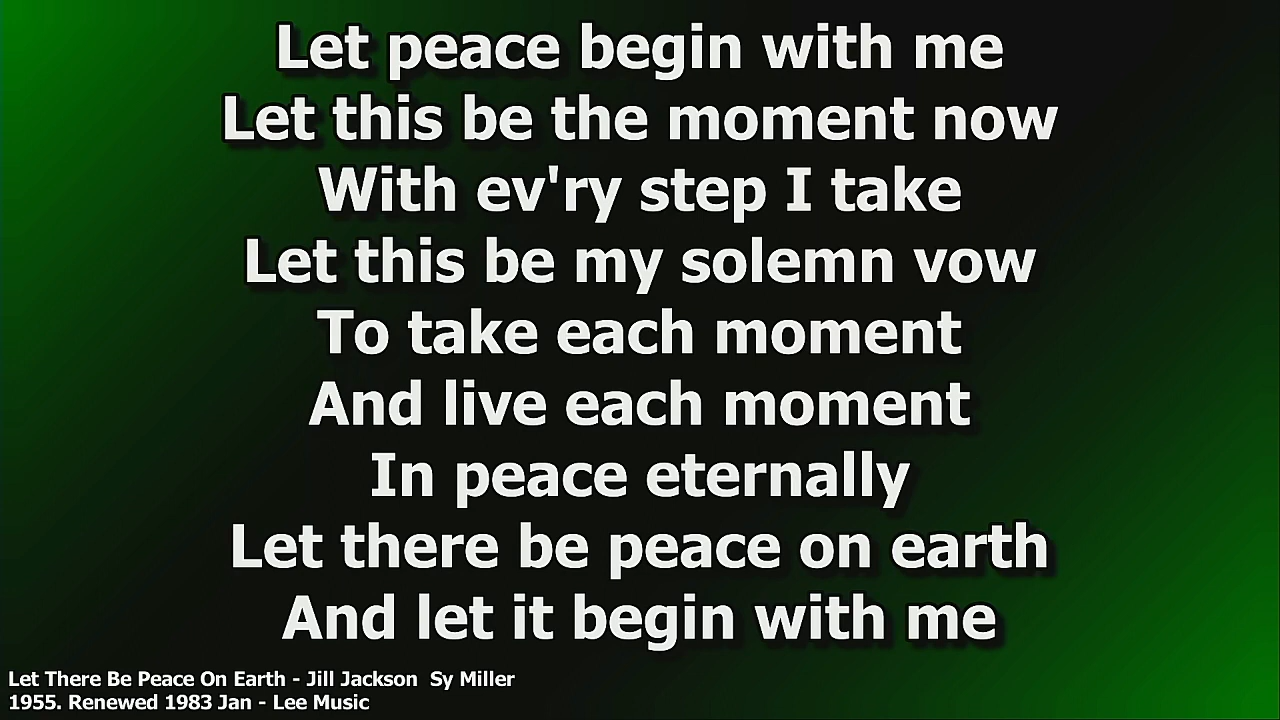 Let peace begin with me
Let this be the moment now
With ev'ry step I take
Let this be my solemn vow
To take each moment
And live each moment
In peace eternally
Let there be peace on earth
And let it begin with me
Let There Be Peace On Earth - Jill Jackson  Sy Miller
1955. Renewed 1983 Jan - Lee Music